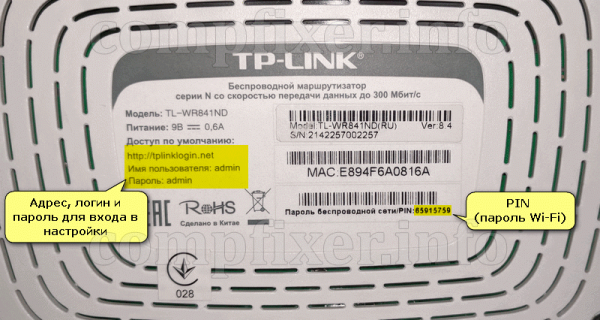 compfixer.info
TP-LINK
Беспроводной маршрутизатор
серии N со скоростью передачи данных до 300 Мбит/с
Модель: TL-WR841ND
Питание: 9В 0,6А
Доступ по умолчанию:
http://tplinklogin.net
Имя пользователя: admin
Пароль: admin
Model:TL-WR841ND(RU) Ver:8.4
S/N:2142257002257
MAC:E894F6A0816A
Пароль беспроводной сети/PIN:65915759
Адрес, логин и
пароль для входа в
настройки
PIN
(пароль Wi-Fi)
EAC RoHS
Сделано в Китае
compfixer.info
028